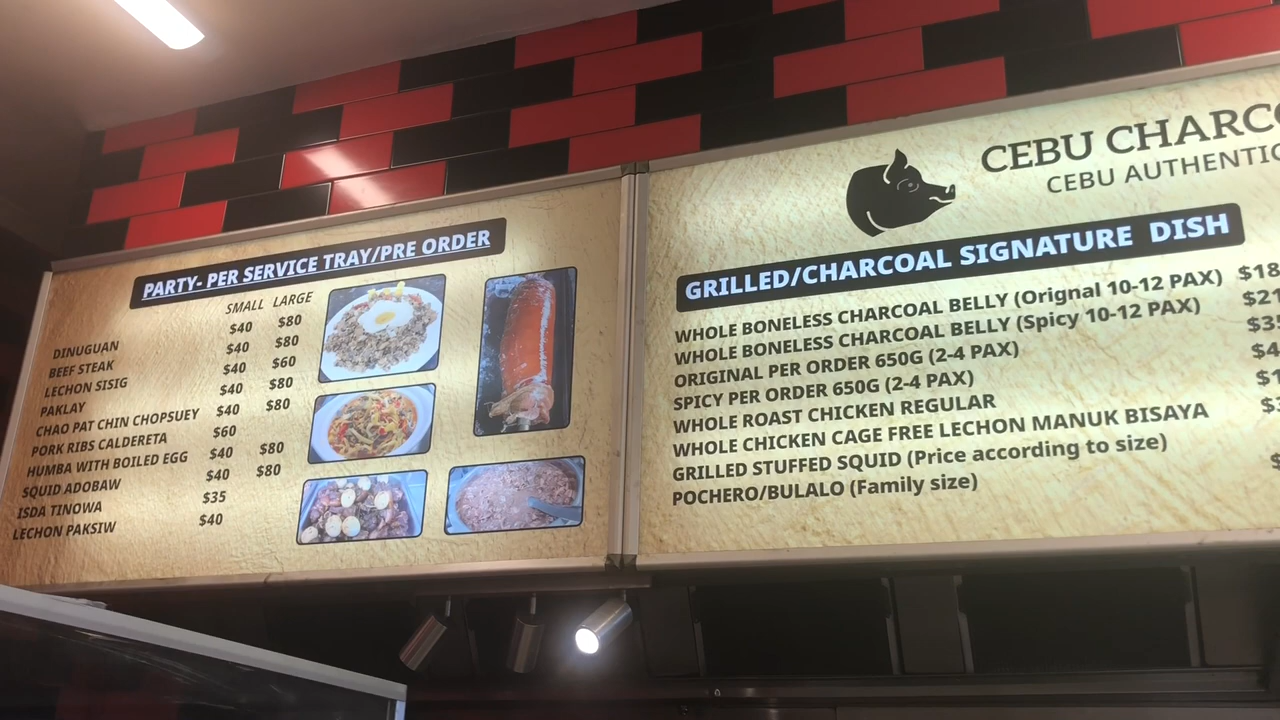 PARTY- PER SERVICE TRAY/PRE ORDER
SMALL LARGE
DINUGUAN $40 $80
BEEF STEAK $40 $80
LECHON SISIG $40 $60
PAKLAY $40 $80
CHAO PAT CHIN CHOPSUEY $40 $80
PORK RIBS CALDERETA $60
HUMBA WITH BOILED EGG $40 $80
SQUID ADOBAW $40 $80
ISDA TINOWA $35
LECHON PAKSIW $40
CEBU
CEBU AUTHENTIC
GRILLED/CHARCOAL SIGNATURE DISH
WHOLE BONELESS CHARCOAL BELLY (Orignal 10-12 PAX)
WHOLE BONELESS CHARCOAL BELLY (Spicy 10-12 PAX)
ORIGINAL PER ORDER 650G (2-4 PAX)
SPICY PER ORDER 650G (2-4 PAX)
WHOLE ROAST CHICKEN REGULAR
WHOLE CHICKEN CAGE FREE LECHON MANUK BISAYA
GRILLED STUFFED SQUID (Price according to size)
POCHERO/BULALO (Family size)